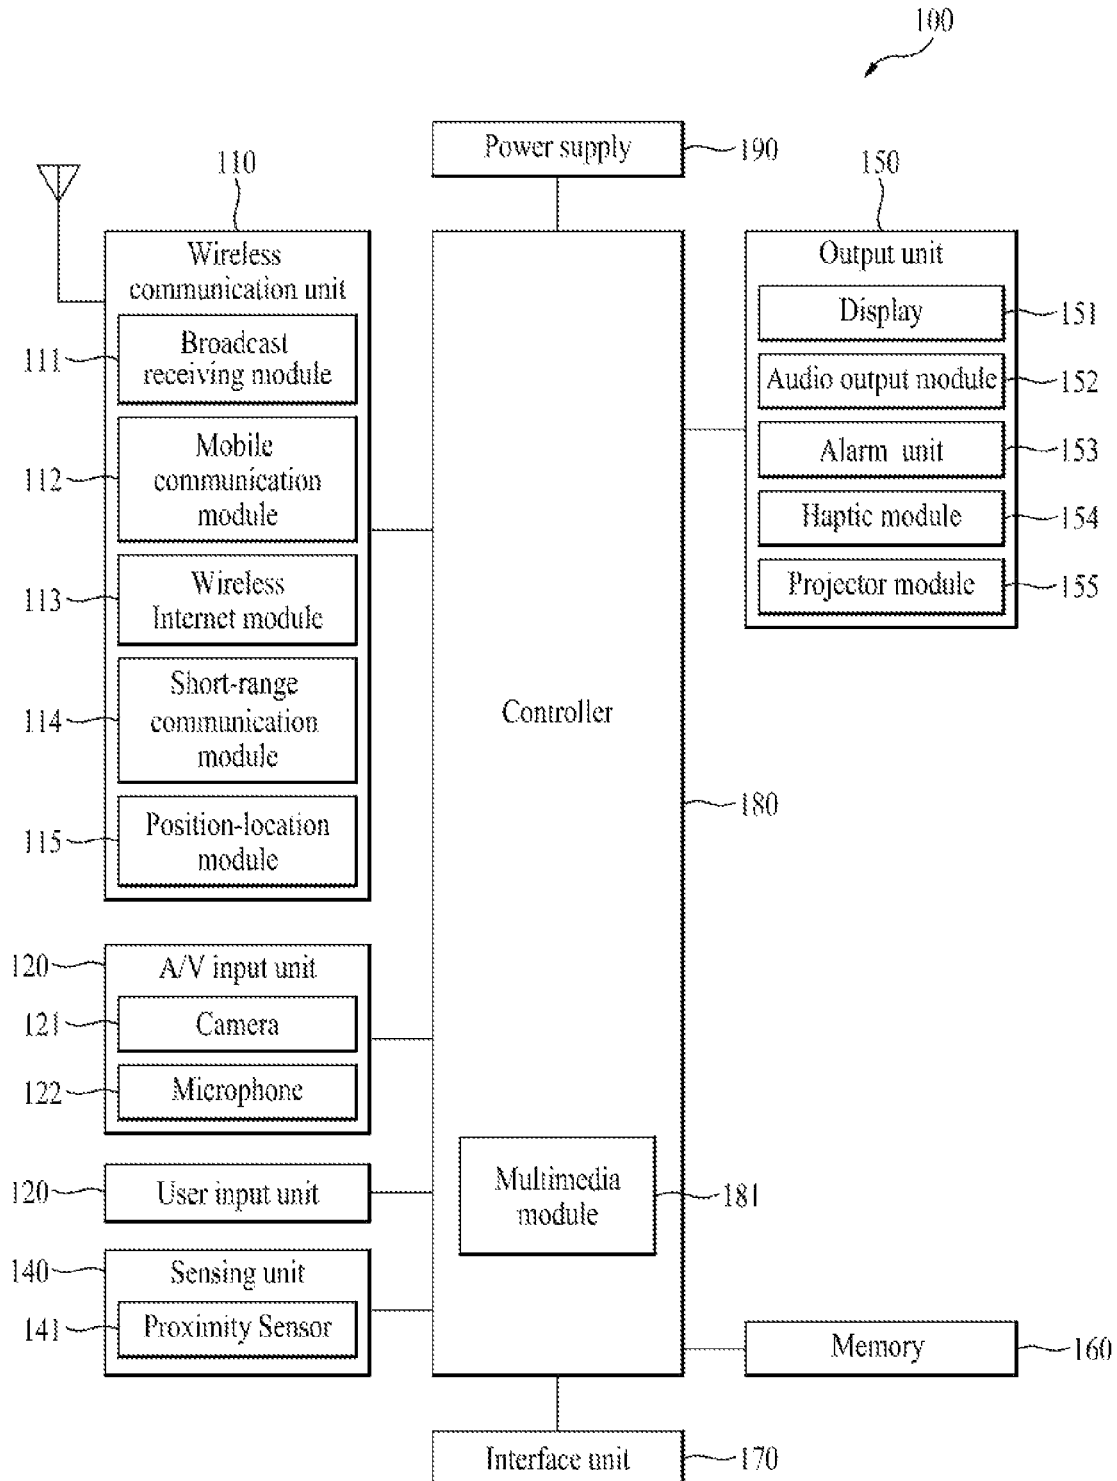 100
Power supply
190
110
Wireless
communication unit
111
Broadcast
receiving module
112
Mobile
communication
module
113
Wireless
Internet module
114
Short-range
communication
module
115
Position-location
module
120
A/V input unit
121
Camera
122
Microphone
120
User input unit
140
Sensing unit
141
Proximity Sensor
Controller
180
Multimedia
module
181
150
Output unit
Display
151
Audio output module
152
Alarm unit
153
Haptic module
154
Projector module
155
Memory
160
Interface unit
170